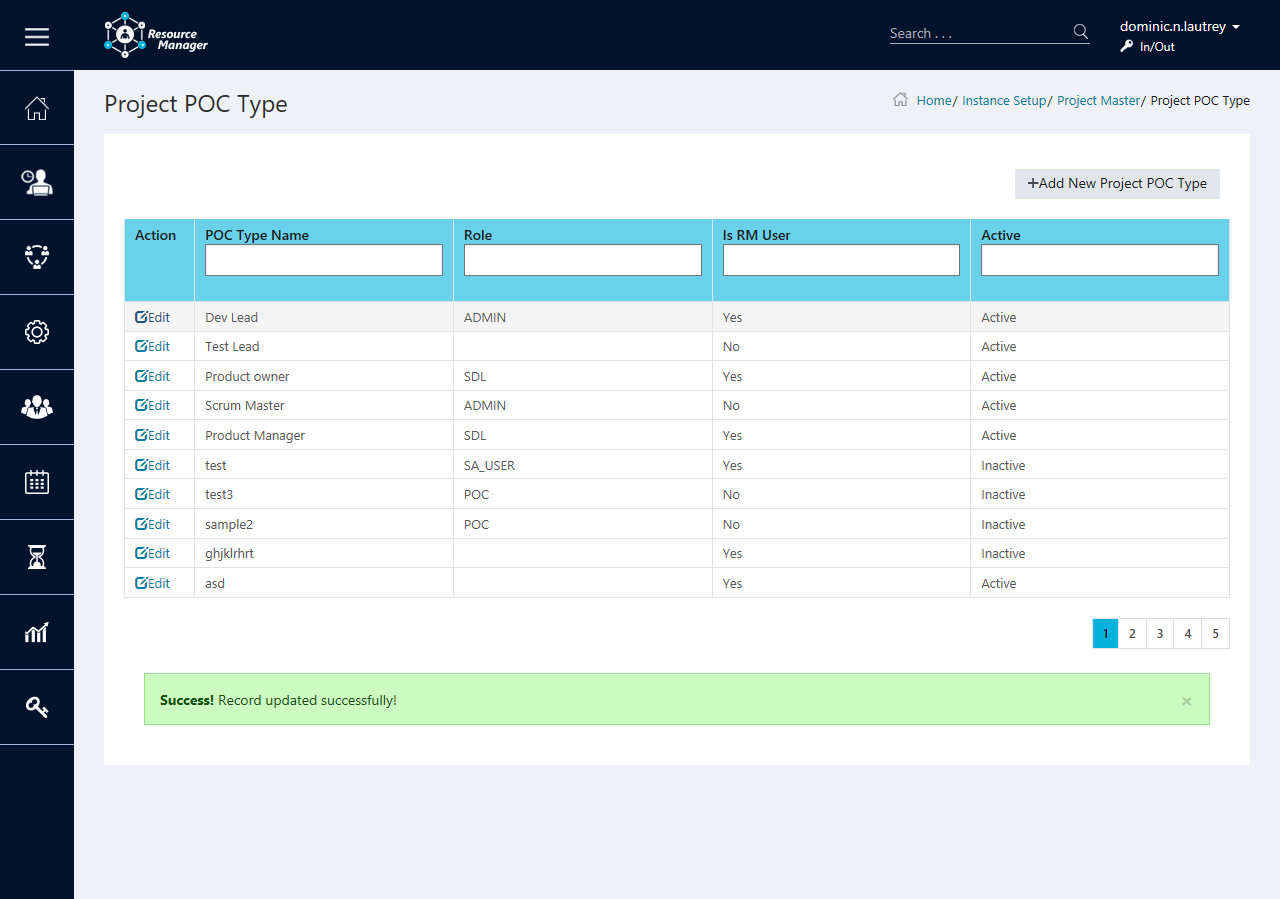 Resource
Manager
Search . . .
dominic.n.lautrey
In/Out
Project POC Type
Home/ Instance Setup/ Project Master/ Project POC Type
+Add New Project POC Type
Action POC Type Name Role Is RM User Active
Edit Dev Lead ADMIN Yes Active
Edit Test Lead No Active
Edit Product owner SDL Yes Active
Edit Scrum Master ADMIN No Active
Edit Product Manager SDL Yes Active
Edit test SA_USER Yes Inactive
Edit test3 POC No Inactive
Edit sample2 POC No Inactive
Edit ghjklrhrt Yes Inactive
Edit asd Yes Active
1 2 3 4 5
Success! Record updated successfully! ×